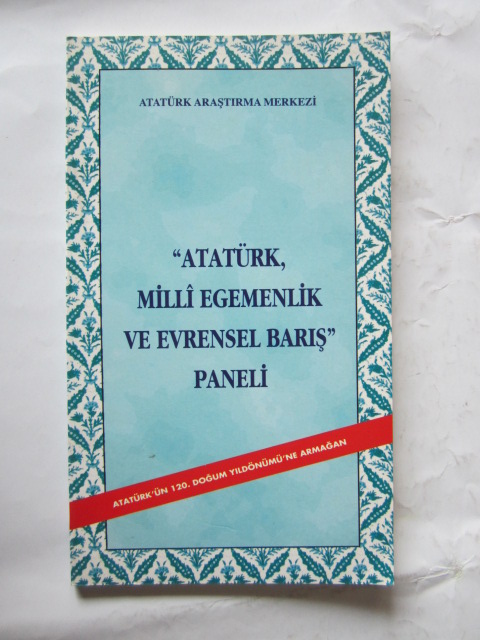 ATATÜRK ARAŞTIRMA MERKEZİ
“ATATÜRK,
MİLLÎ EGEMENLİK
VE EVRENSEL BARIŞ”
PANELİ
ATATÜRK'ÜN 120. DOĞUM YILDÖNÜMÜ'NE ARMAĞAN